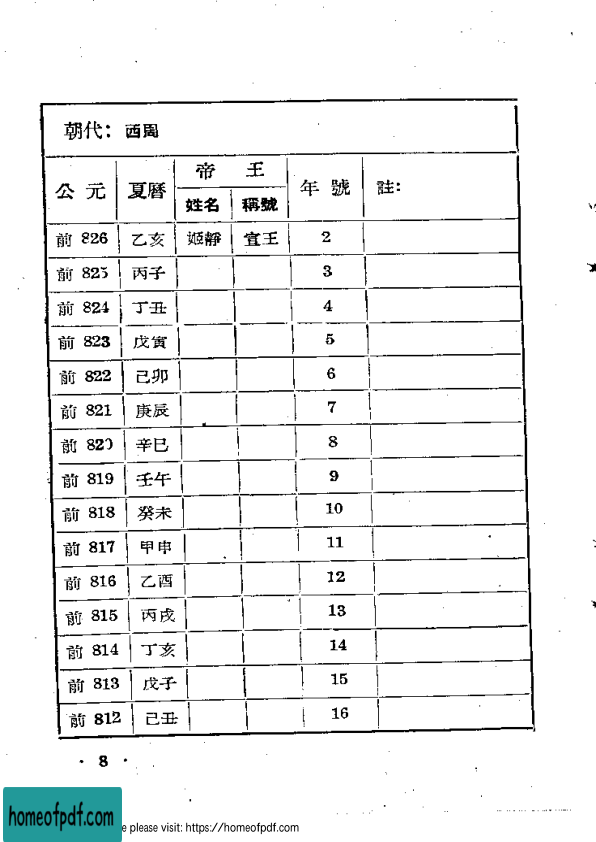 朝代：西周
公元 夏曆 帝王 年號 註：
姓名 稱號
前 826 乙亥 姬靜 宣王 2
前 825 丙子 3
前 824 丁丑 4
前 823 戊寅 5
前 822 己卯 6
前 821 庚辰 7
前 820 辛巳 8
前 819 壬午 9
前 818 癸未 10
前 817 甲申 11
前 816 乙酉 12
前 815 丙戌 13
前 814 丁亥 14
前 813 戊子 15
前 812 己丑 16
· 8 ·
homeofpdf.com
e please visit: https://homeofpdf.com